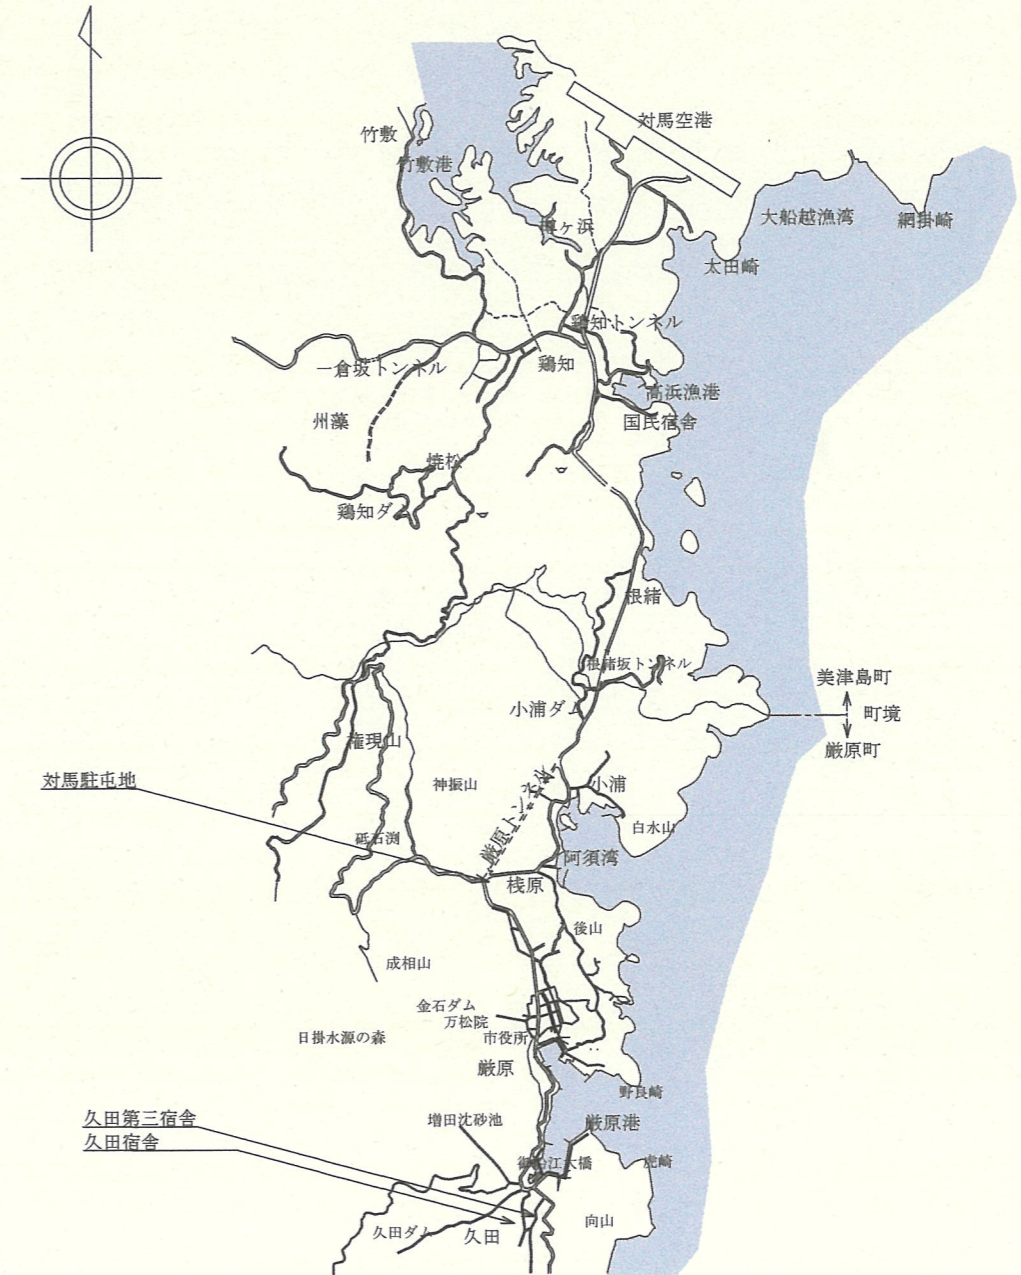 対馬空港
竹敷
竹敷港
大船越漁湾
網掛崎
樽ヶ浜
太田崎
鶏知トンネル
一倉坂トンネル
鶏知
高浜漁港
州藻
国民宿舎
焼松
鶏知ダム
根緒
根緒坂トンネル
美津島町
小浦ダム
町境
権現山
厳原町
対馬駐屯地
神振山
小浦
厳原トンネル
白水山
砥石渕
阿須湾
桟原
後山
成相山
金石ダム
万松院
日掛水源の森
市役所
厳原
野良崎
久田第三宿舎
増田沈砂池
厳原港
久田宿舎
御船江大橋
虎崎
久田ダム
久田
向山